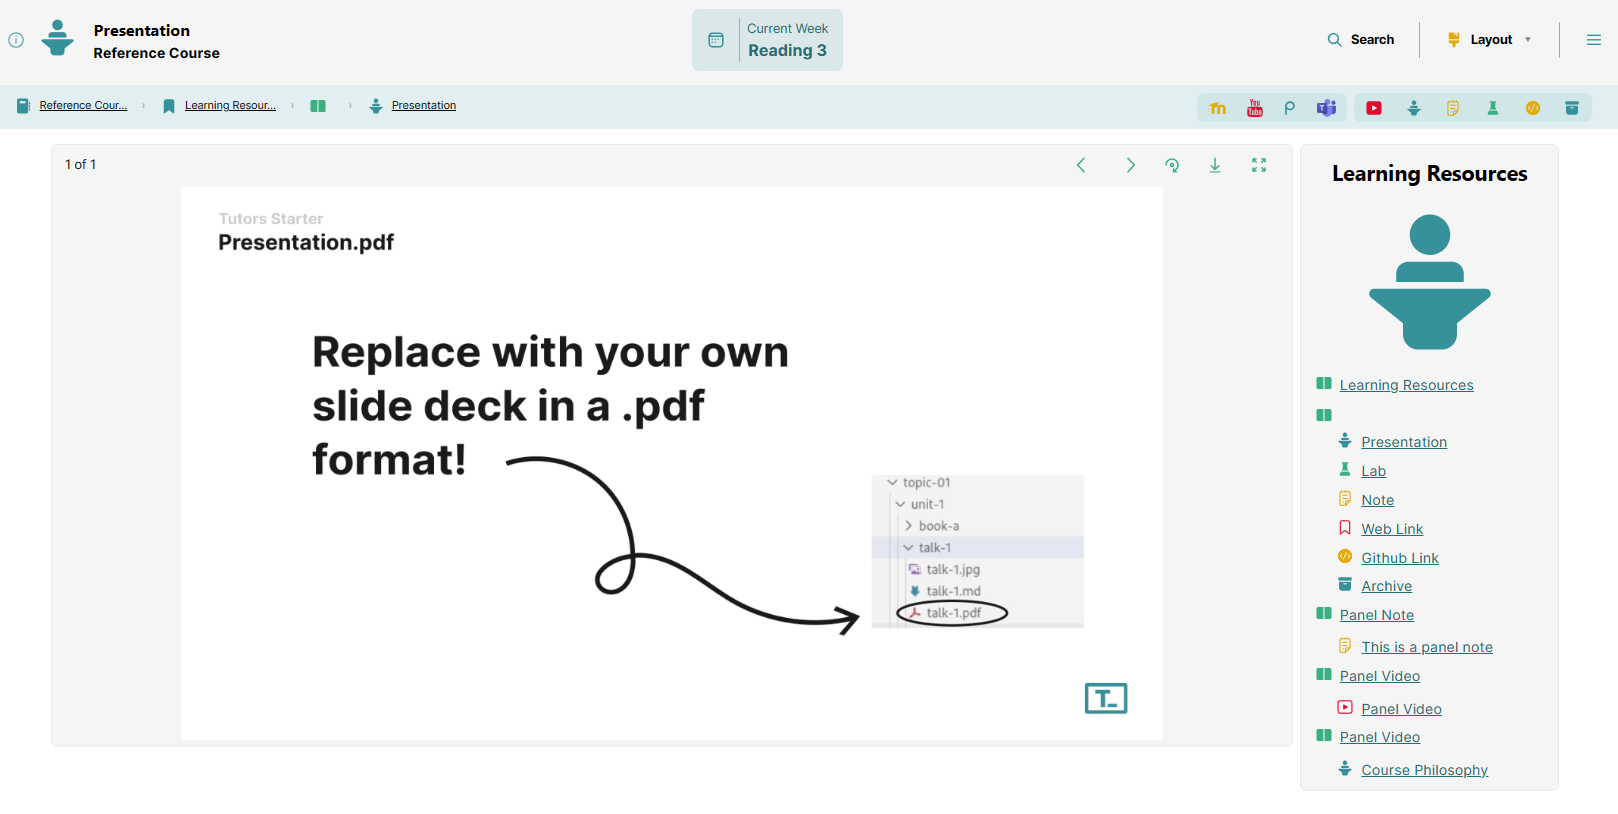 Presentation
Reference Course
Current Week
Reading 3
Search
Layout
Reference Cour...
Learning Resour...
Presentation
m
You
Tube
T
1 of 1
Tutors Starter
Presentation.pdf
Replace with your own
slide deck in a .pdf
format!
topic-01
unit-1
book-a
talk-1
talk-1.jpg
talk-1.md
talk-1.pdf
T_
Learning Resources
Learning Resources
Presentation
Lab
Note
Web Link
Github Link
Archive
Panel Note
This is a panel note
Panel Video
Panel Video
Panel Video
Course Philosophy